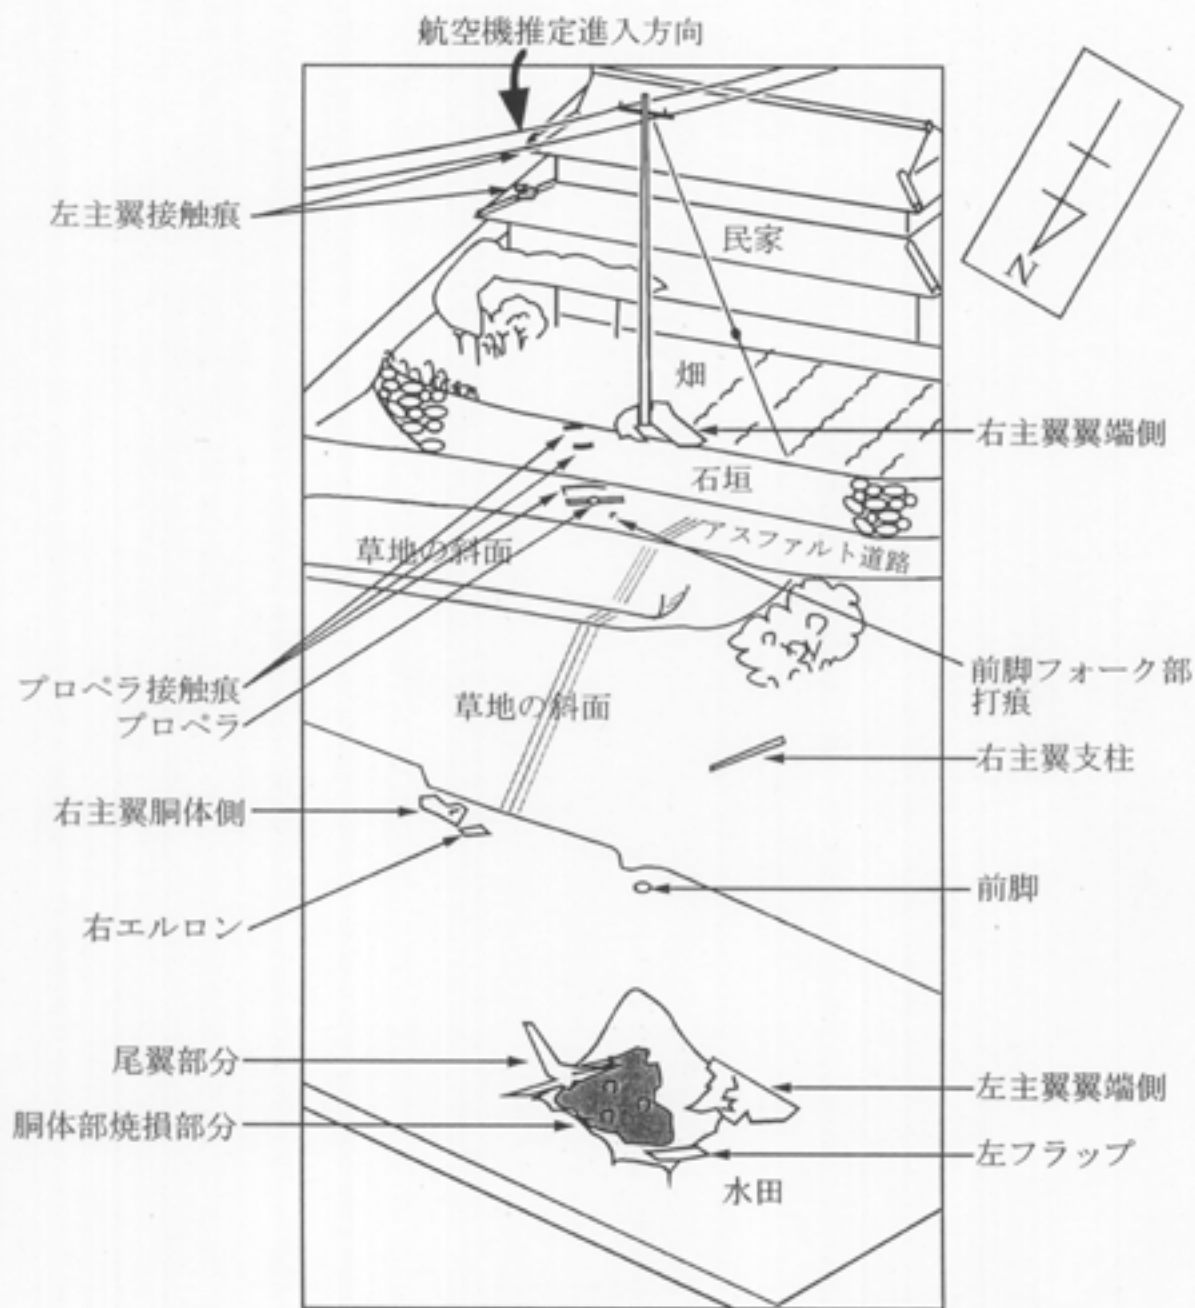 航空機推定進入方向
N
左主翼接触痕
民家
畑
右主翼翼端側
石垣
アスファルト道路
草地の斜面
プロペラ接触痕
プロペラ
前脚フォーク部
打痕
草地の斜面
右主翼支柱
右主翼胴体側
前脚
右エルロン
尾翼部分
左主翼翼端側
胴体部焼損部分
左フラップ
水田